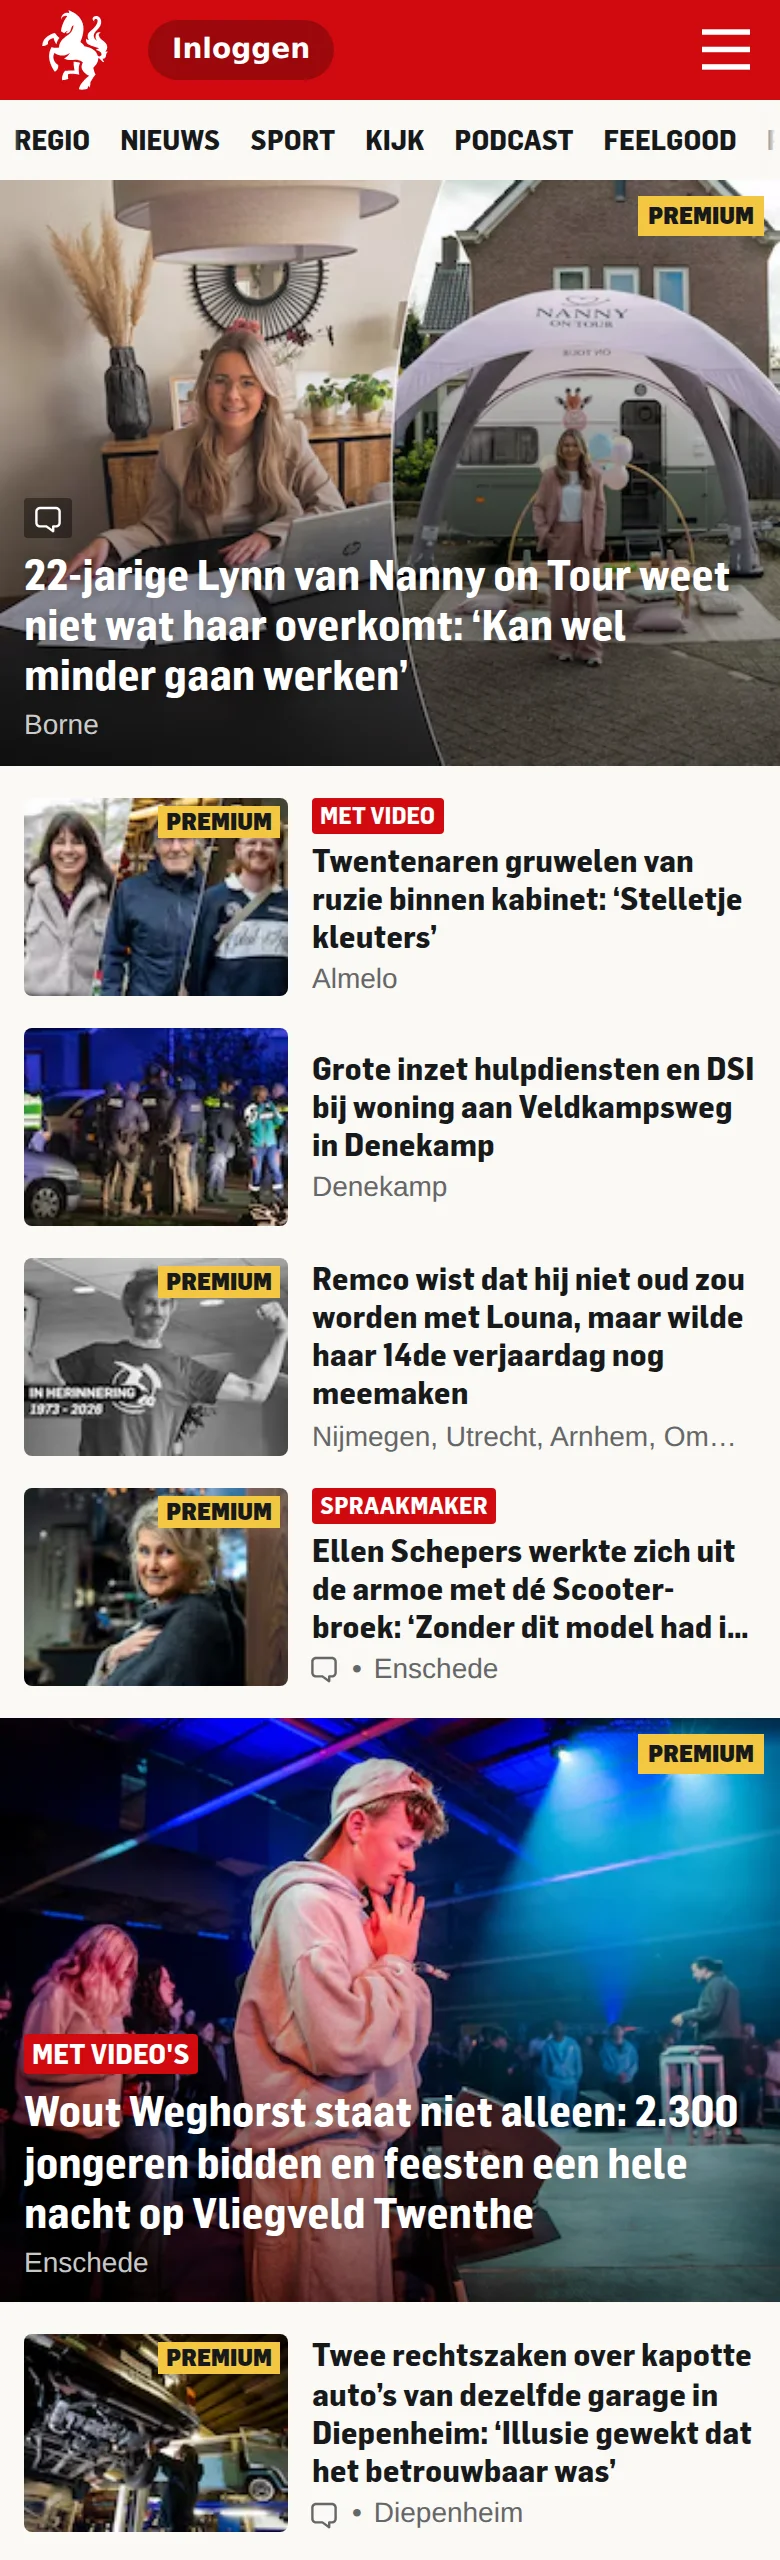 Inloggen
REGIO NIEUWS SPORT KIJK PODCAST FEELGOOD
PREMIUM
NANNY
ON TOUR
22-jarige Lynn van Nanny on Tour weet
niet wat haar overkomt: ‘Kan wel
minder gaan werken’
Borne
PREMIUM
MET VIDEO
Twentenaren gruwelen van
ruzie binnen kabinet: ‘Stelletje
kleuters’
Almelo
Grote inzet hulpdiensten en DSI
bij woning aan Veldkampsweg
in Denekamp
Denekamp
PREMIUM
IN HERINNERING
1973 - 2026
Remco wist dat hij niet oud zou
worden met Louna, maar wilde
haar 14de verjaardag nog
meemaken
Nijmegen, Utrecht, Arnhem, Om...
PREMIUM
SPRAAKMAKER
Ellen Schepers werkte zich uit
de armoe met dé Scooter-
broek: ‘Zonder dit model had i...
• Enschede
PREMIUM
MET VIDEO'S
Wout Weghorst staat niet alleen: 2.300
jongeren bidden en feesten een hele
nacht op Vliegveld Twenthe
Enschede
PREMIUM
Twee rechtszaken over kapotte
auto’s van dezelfde garage in
Diepenheim: ‘Illusie gewekt dat
het betrouwbaar was’
• Diepenheim